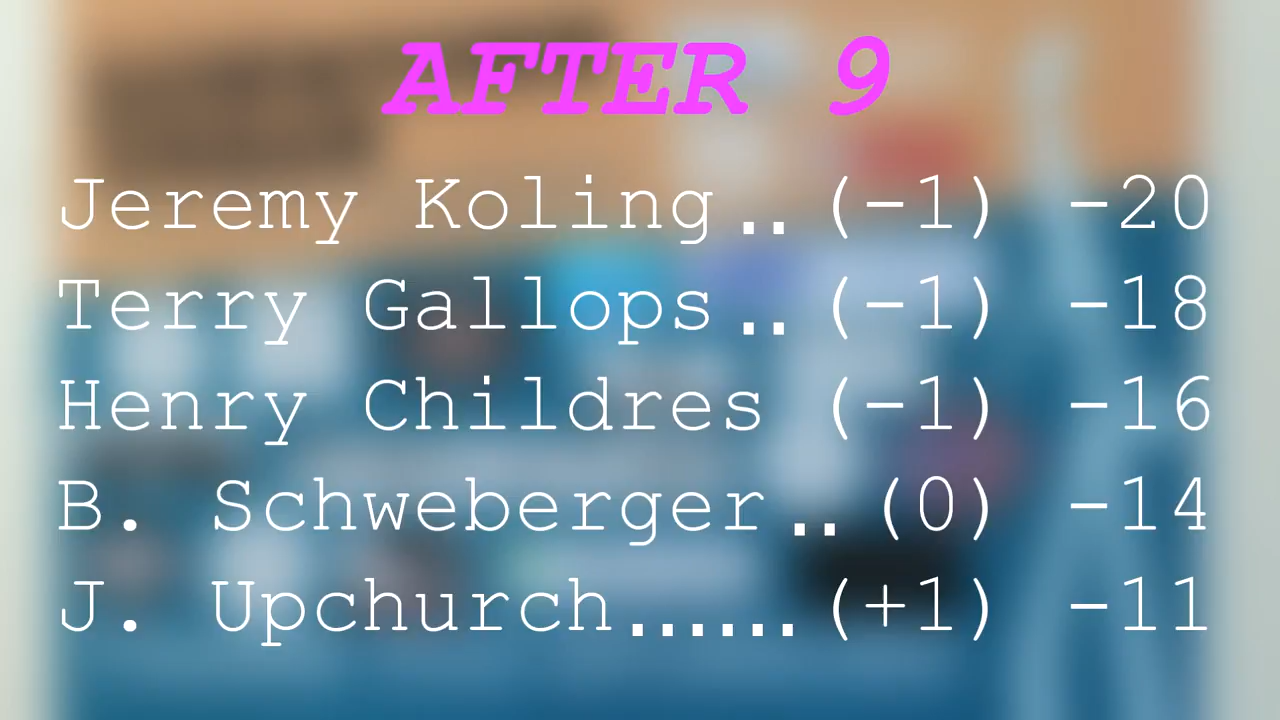 AFTER 9
Jeremy Koling.. (-1) -20
Terry Gallops.. (-1) -18
Henry Childres (-1) -16
B. Schweberger.. (0) -14
J. Upchurch...... (+1) -11